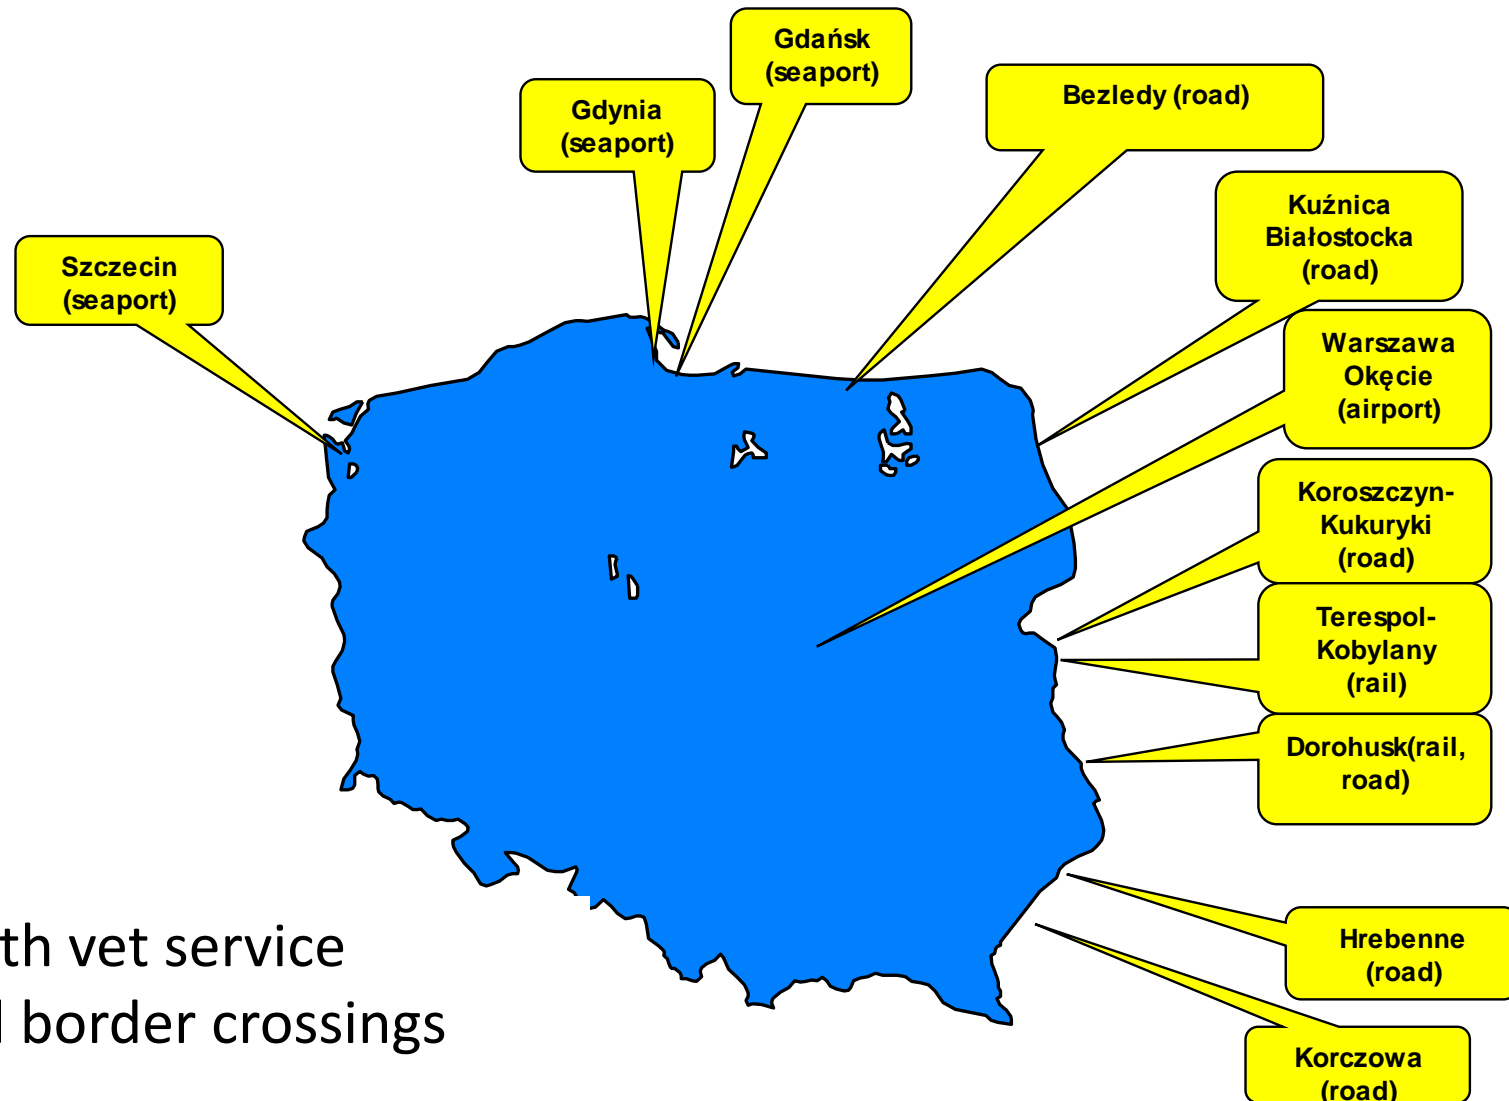 Gdańsk
(seaport)
Gdynia
(seaport)
Bezledy (road)
Kuźnica
Białostocka
(road)
Szczecin
(seaport)
Warszawa
Okęcie
(airport)
Koroszczyn-
Kukuryki
(road)
Terespol-
Kobylany
(rail)
Dorohusk(rail,
road)
Hrebenne
(road)
Korczowa
(road)
th vet service
border crossings